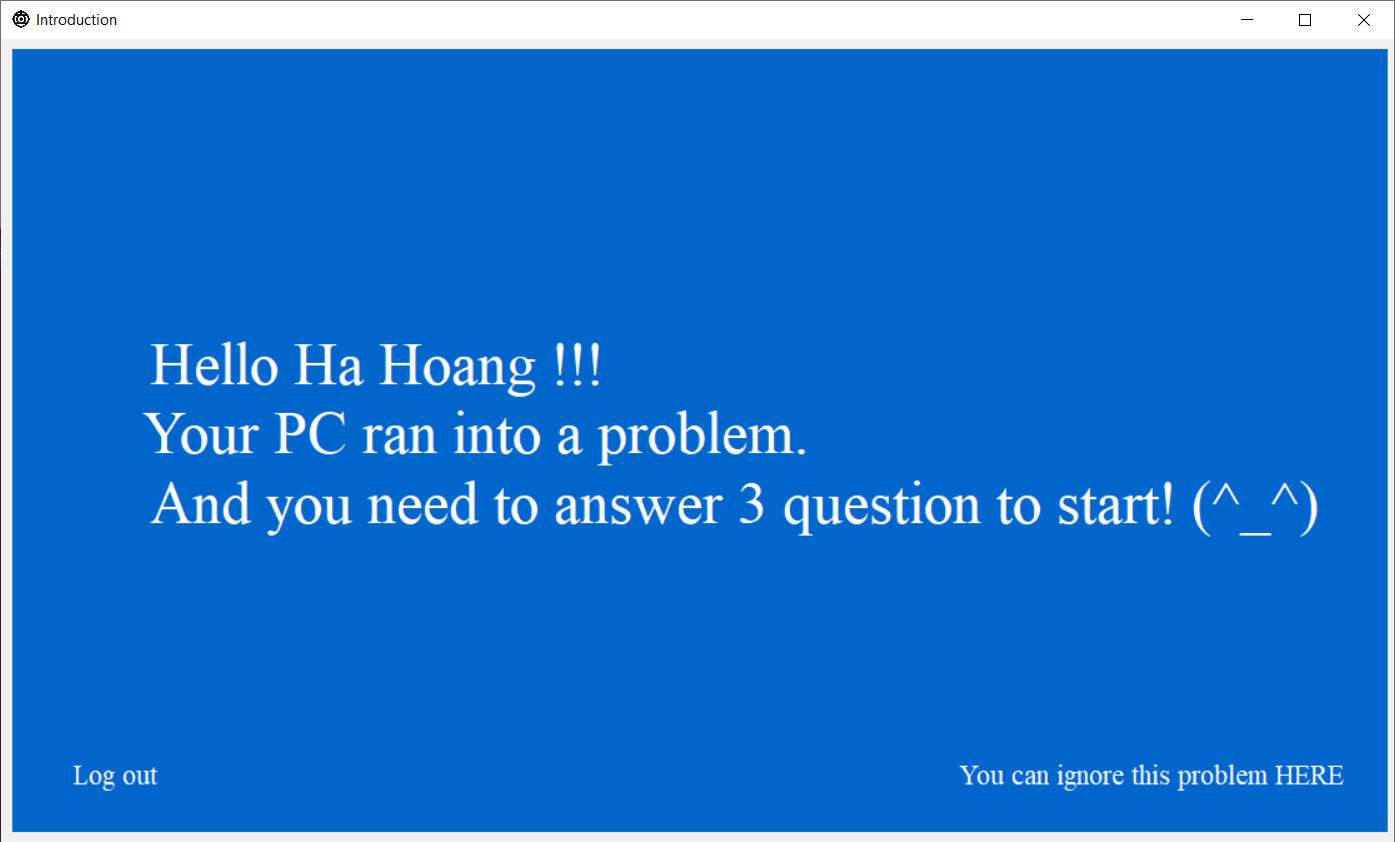 Introduction
Hello Ha Hoang !!!
Your PC ran into a problem.
And you need to answer 3 question to start! (^_^)
Log out
You can ignore this problem HERE